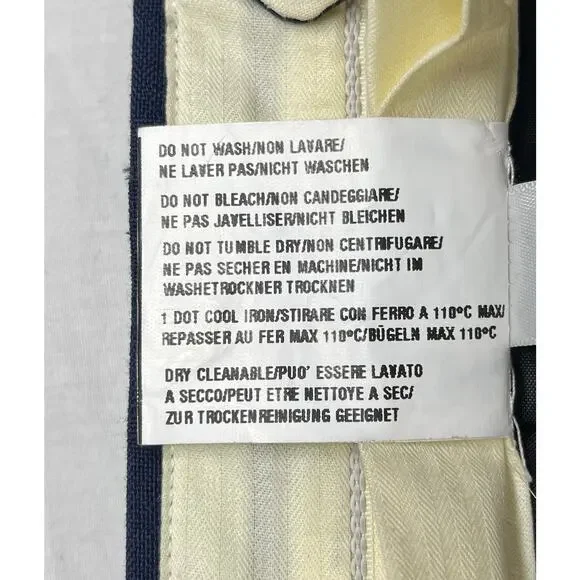 DO NOT WASH/NON LAVARE/
NE LAVER PAS/NICHT WASCHEN
DO NOT BLEACH/NON CANDEGGIARE/
NE PAS JAVELLISER/NICHT BLEICHEN
DO NOT TUMBLE DRY/NON CENTRIFUGARE/
NE PAS SECHER EN MACHINE/NICHT IM
WASHETROCKNER TROCKNEN
1 DOT COOL IRON/STIRARE CON FERRO A 110ºC MAX/
REPASSER AU FER MAX 110ºC/BÜGELN MAX 110ºC
DRY CLEANABLE/PUO' ESSERE LAVATO
A SECCO/PEUT ETRE NETTOYE A SEC/
ZUR TROCKENREINIGUNG GEEIGNET